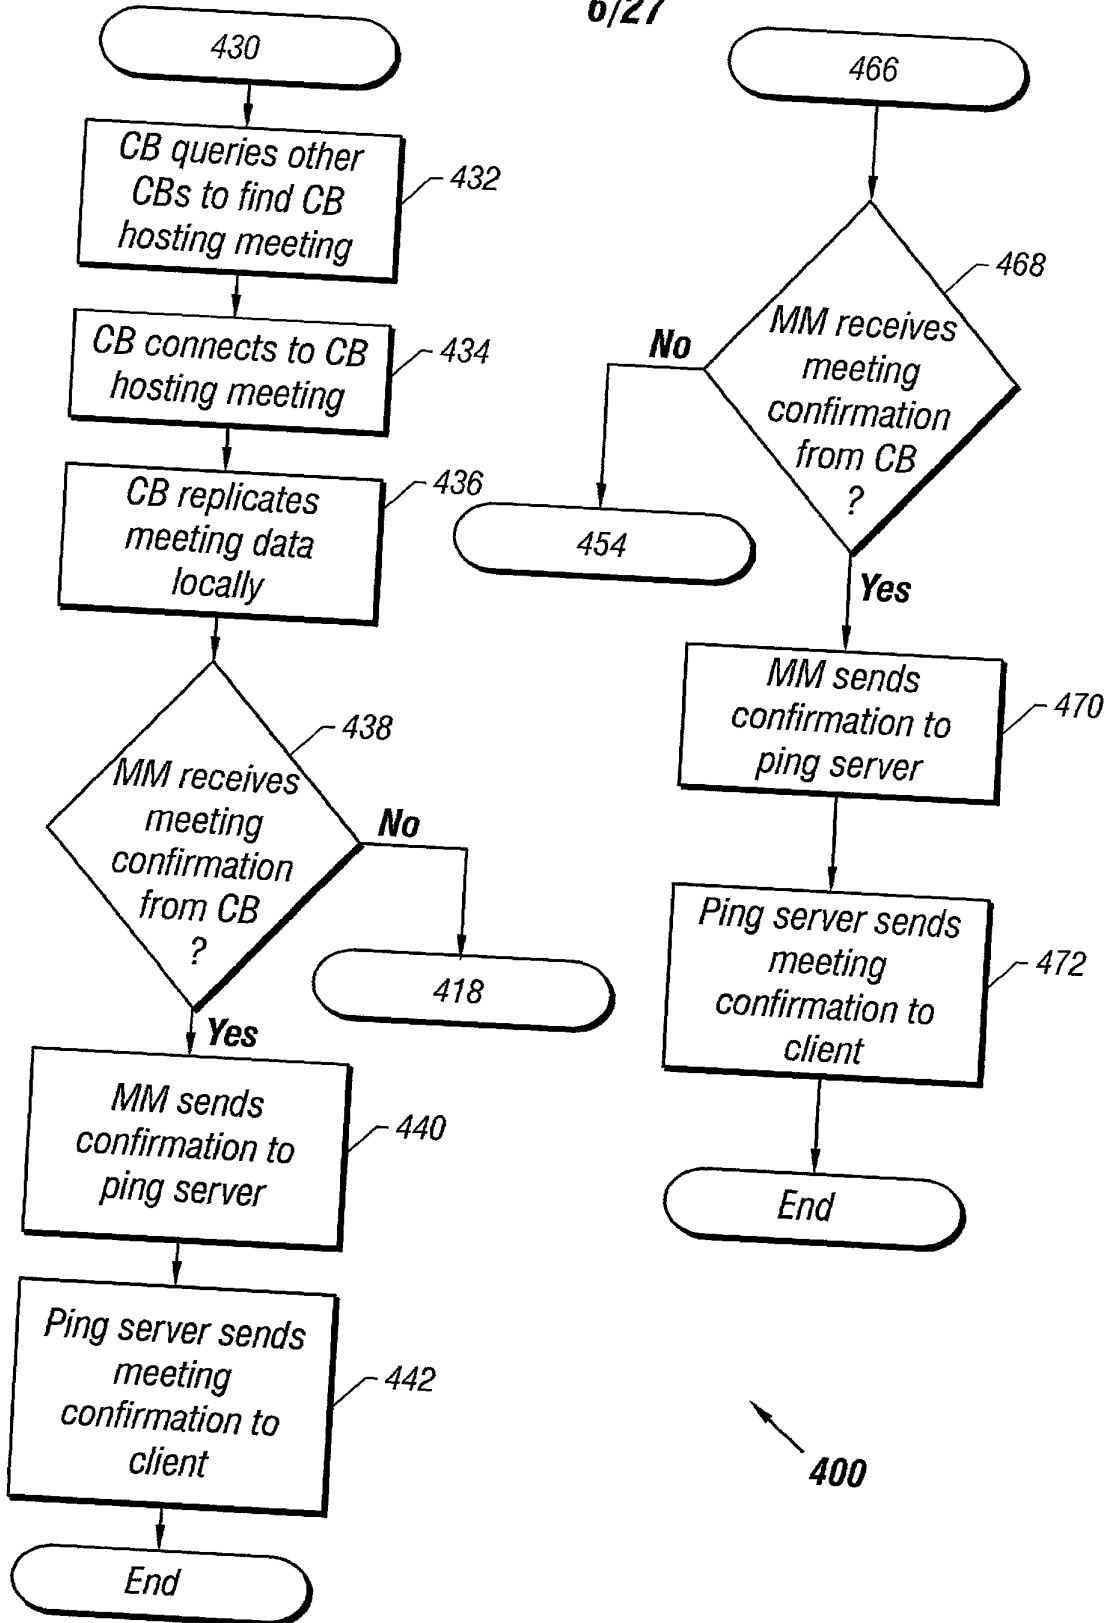 6/27
430
CB queries other
CBs to find CB
hosting meeting
432
CB connects to CB
hosting meeting
434
CB replicates
meeting data
locally
436
MM receives
meeting
confirmation
from CB
?
438
No
418
Yes
MM sends
confirmation to
ping server
440
Ping server sends
meeting
confirmation to
client
442
End
466
MM receives
meeting
confirmation
from CB
?
468
No
454
Yes
MM sends
confirmation to
ping server
470
Ping server sends
meeting
confirmation to
client
472
End
400